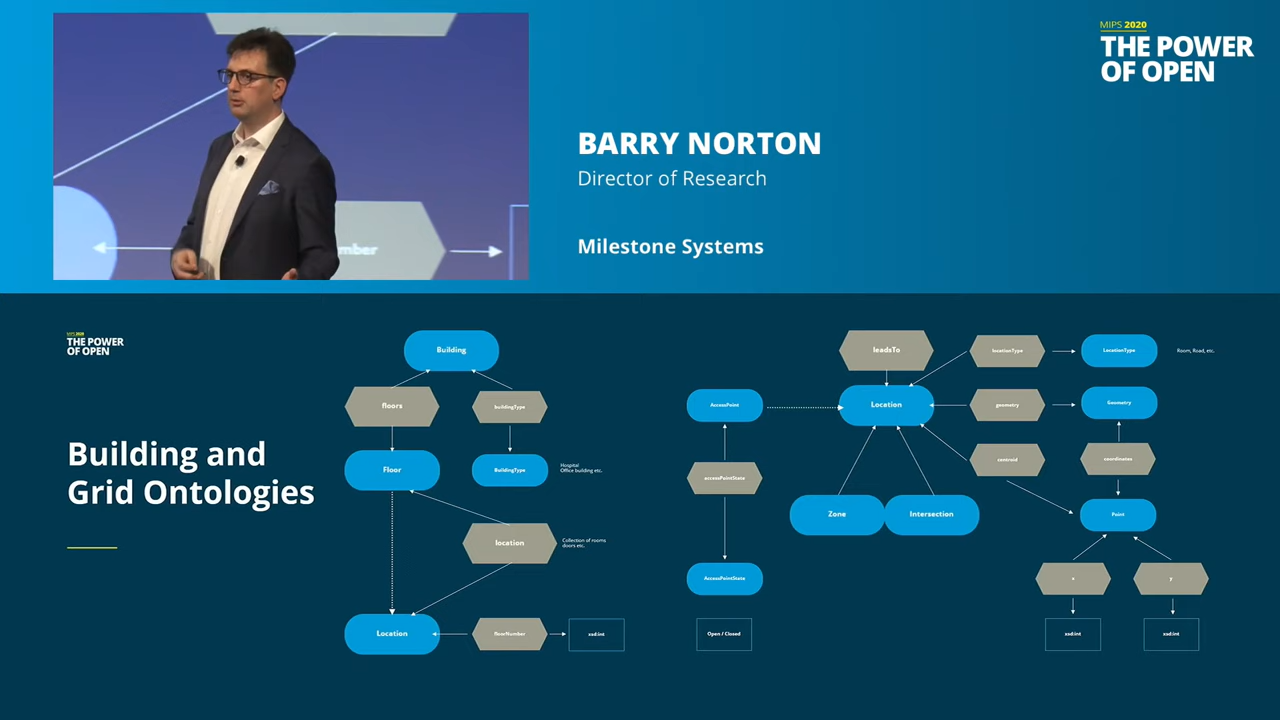 MIPS 2020
THE POWER
OF OPEN
BARRY NORTON
Director of Research
Milestone Systems
mber
MIPS 2020
THE POWER
OF OPEN
Building and
Grid Ontologies
Building
floors
buildingType
Floor
BuildingType
Hospital
Office building etc.
location
Collection of rooms
doors etc.
Location
floorNumber
xsd:int
leadsTo
locationType
LocationType
Room, Road, etc.
AccessPoint
Location
geometry
Geometry
accessPointState
centroid
coordinates
Zone
Intersection
Point
AccessPointState
x
y
Open / Closed
xsd:int
xsd:int